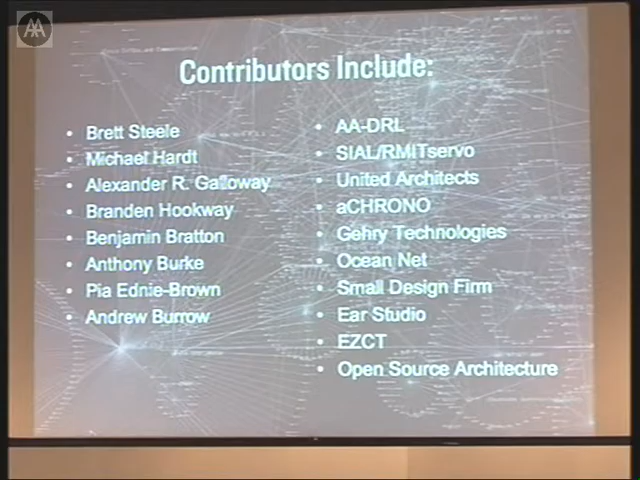 AA
Contributors Include:
• Brett Steele
• Michael Hardt
• Alexander R. Galloway
• Branden Hookway
• Benjamin Bratton
• Anthony Burke
• Pia Ednie-Brown
• Andrew Burrow
• AA-DRL
• SIAL/RMITservo
• United Architects
• aCHRONO
• Gehry Technologies
• Ocean Net
• Small Design Firm
• Ear Studio
• EZCT
• Open Source Architecture